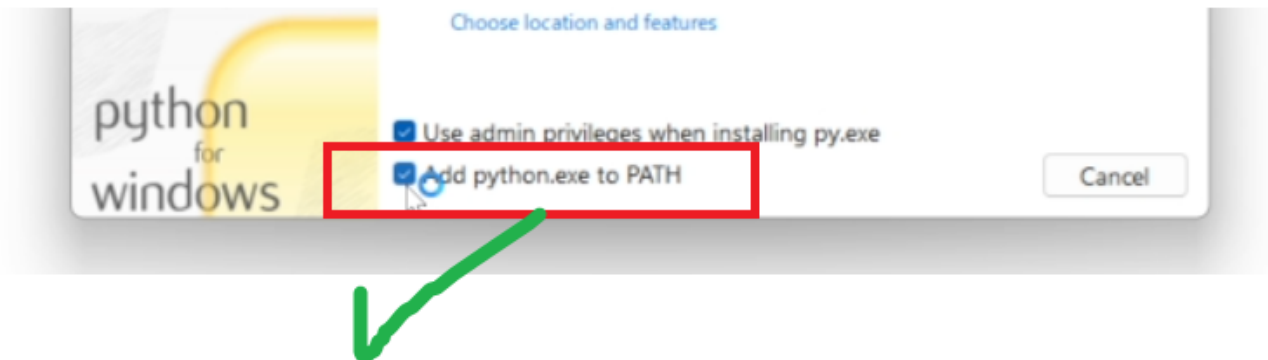 Choose location and features
python
for
windows
Use admin privileges when installing py.exe
Add python.exe to PATH
Cancel